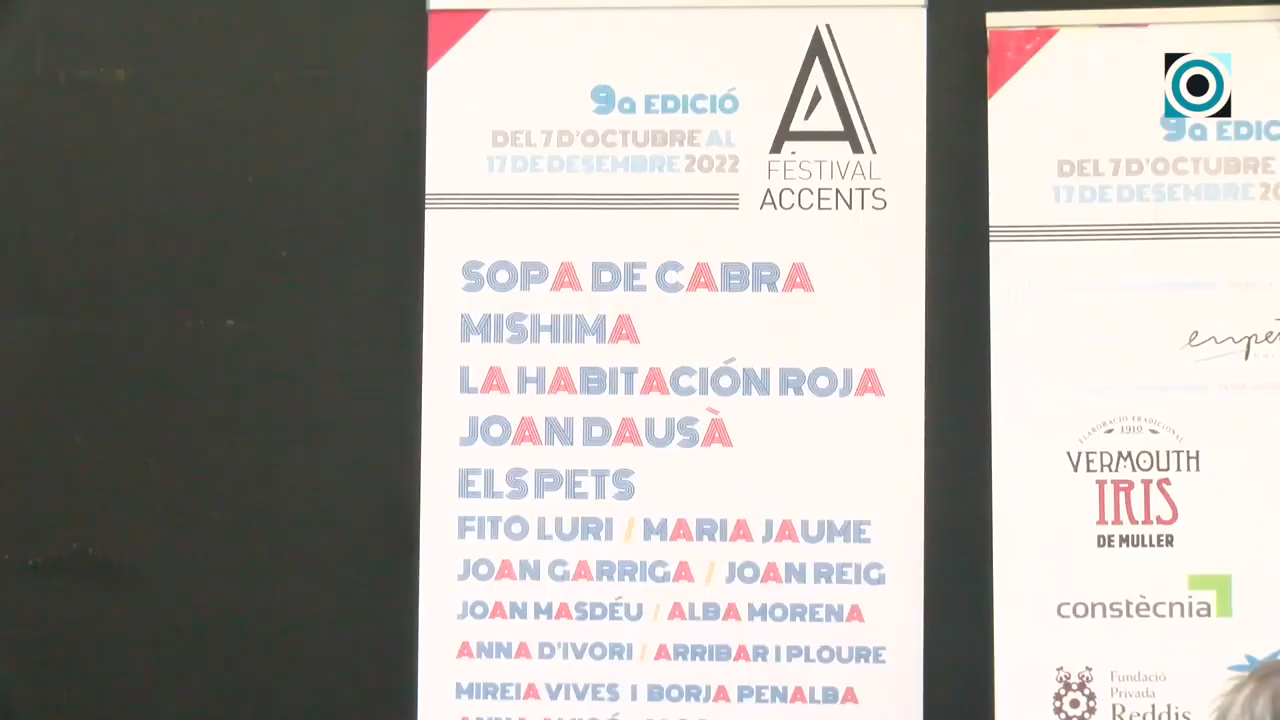 9a EDICIÓ
DEL 7 D'OCTUBRE AL
17 DE DESEMBRE 2022
FESTIVAL
ACCENTS
SOPA DE CABRA
MISHIMA
LA HABITACIÓN ROJA
JOAN DAUSÀ
ELS PETS
FITO LURI / MARIA JAUME
JOAN GARRIGA / JOAN REIG
JOAN MASDÉU / ALBA MORENA
ANNA D'IVORI / ARRIBAR I PLOURE
MIREIA VIVES I BORJA PENALBA
9a EDIC
DEL 7 D'OCTUBRE
17 DE DESEMBRE
ELABORACIÓ TRADICIONAL
1910
VERMOUTH
IRIS
DE MULLER
constècnia
Fundació
Privada
Reddis